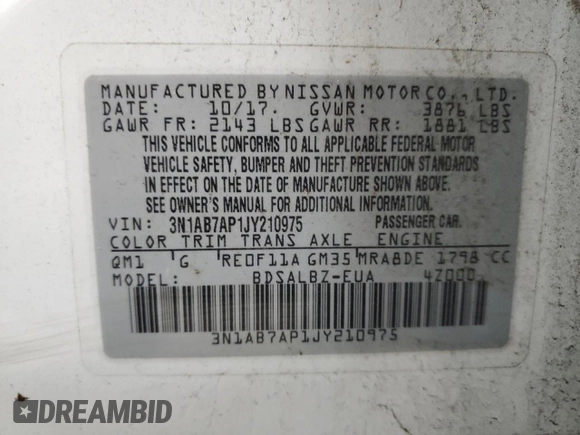 MANUFACTURED BY NISSAN MOTOR CO., LTD.
DATE: 10/17. GVWR: 3876 LBS
GAWR FR: 2143 LBS GAWR RR: 1881 LBS
THIS VEHICLE CONFORMS TO ALL APPLICABLE FEDERAL MOTOR
VEHICLE SAFETY, BUMPER AND THEFT PREVENTION STANDARDS
IN EFFECT ON THE DATE OF MANUFACTURE SHOWN ABOVE.
SEE OWNER'S MANUAL FOR ADDITIONAL INFORMATION.
VIN: 3N1AB7AP1JY210975 PASSENGER CAR.
COLOR TRIM TRANS AXLE ENGINE
QM1 G RE0F11A GM35 MRA8DE 1798 CC
MODEL: BDSALBZ-EUA 4Z000
3N1AB7AP1JY210975
DREAMBID